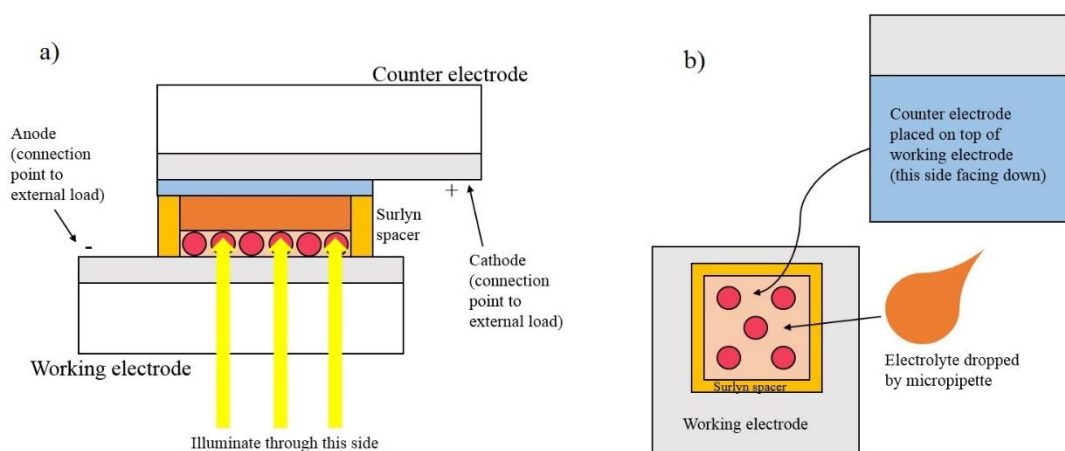 a)
Counter electrode
Anode
(connection
point to
external load)
-
+
Surlyn
spacer
Cathode
(connection
point to
external load)
Working electrode
Illuminate through this side
b)
Counter electrode
placed on top of
working electrode
(this side facing down)
Electrolyte dropped
by micropipette
Surlyn spacer
Working electrode